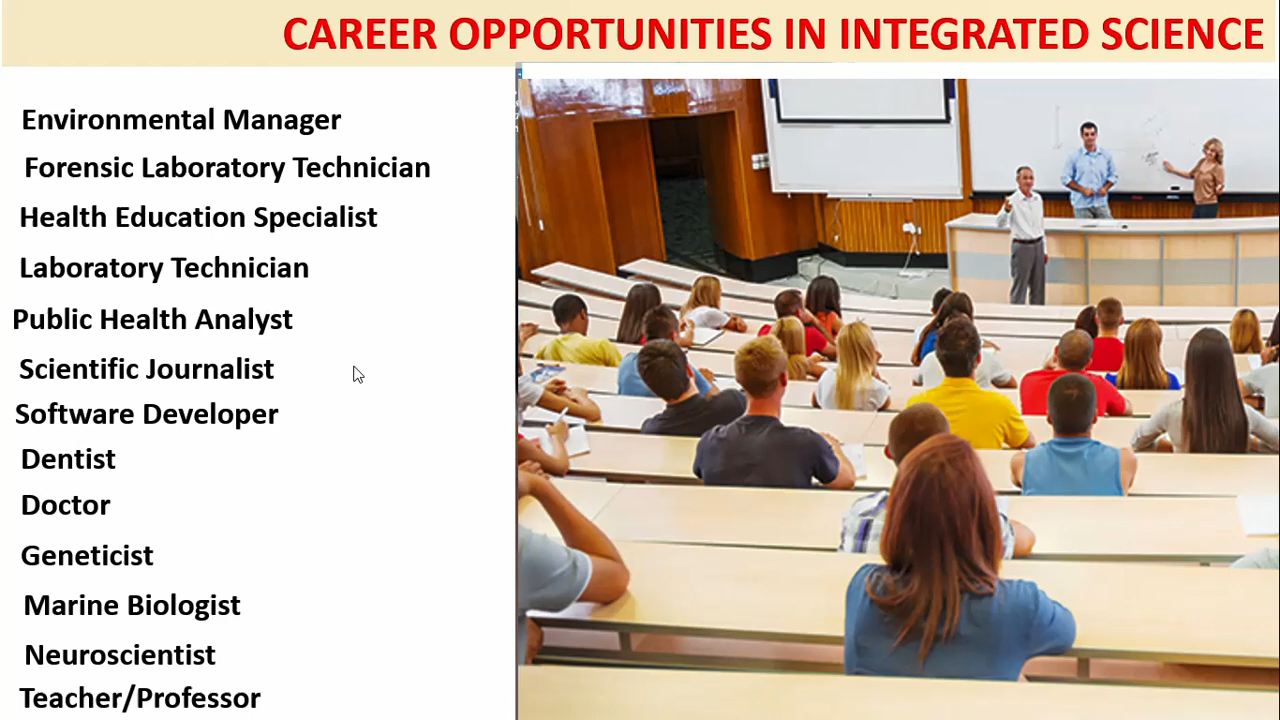 CAREER OPPORTUNITIES IN INTEGRATED SCIENCE
Environmental Manager
Forensic Laboratory Technician
Health Education Specialist
Laboratory Technician
Public Health Analyst
Scientific Journalist
Software Developer
Dentist
Doctor
Geneticist
Marine Biologist
Neuroscientist
Teacher/Professor